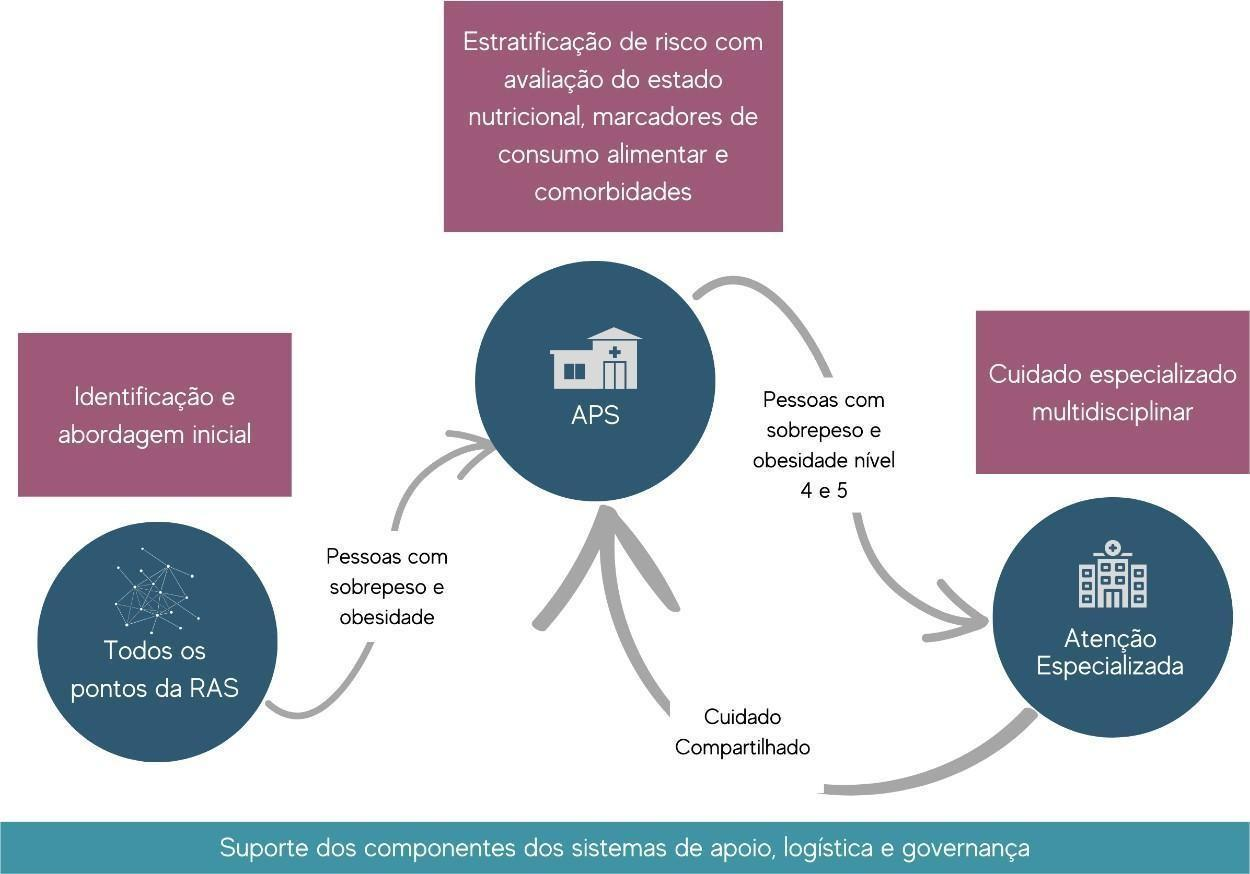 Estratificação de risco com
avaliação do estado
nutricional, marcadores de
consumo alimentar e
comorbidades
Identificação e
abordagem inicial
APS
Pessoas com
sobrepeso e
obesidade nível
4 e 5
Cuidado especializado
multidisciplinar
Pessoas com
sobrepeso e
obesidade
Todos os
pontos da RAS
Atenção
Especializada
Cuidado
Compartilhado
Suporte dos componentes dos sistemas de apoio, logística e governança